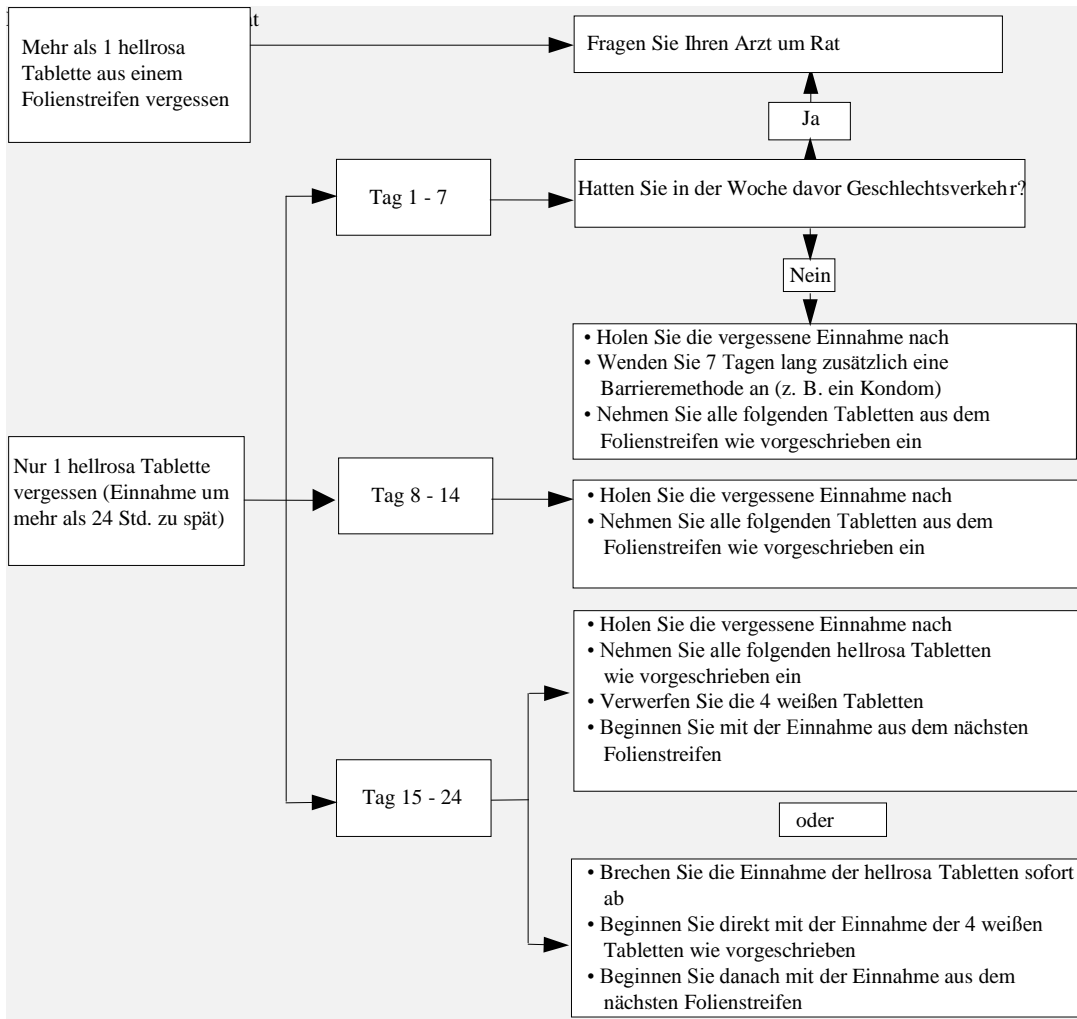 Mehr als 1 hellrosa
Tablette aus einem
Folienstreifen vergessen
Fragen Sie Ihren Arzt um Rat
Ja
Tag 1 - 7
Hatten Sie in der Woche davor Geschlechtsverkehr?
Nein
• Holen Sie die vergessene Einnahme nach
• Wenden Sie 7 Tagen lang zusätzlich eine
Barrieremethode an (z. B. ein Kondom)
• Nehmen Sie alle folgenden Tabletten aus dem
Folienstreifen wie vorgeschrieben ein
Nur 1 hellrosa Tablette
vergessen (Einnahme um
mehr als 24 Std. zu spät)
Tag 8 - 14
• Holen Sie die vergessene Einnahme nach
• Nehmen Sie alle folgenden Tabletten aus dem
Folienstreifen wie vorgeschrieben ein
Tag 15 - 24
• Holen Sie die vergessene Einnahme nach
• Nehmen Sie alle folgenden hellrosa Tabletten
wie vorgeschrieben ein
• Verwerfen Sie die 4 weißen Tabletten
• Beginnen Sie mit der Einnahme aus dem nächsten
Folienstreifen
oder
• Brechen Sie die Einnahme der hellrosa Tabletten sofort
ab
• Beginnen Sie direkt mit der Einnahme der 4 weißen
Tabletten wie vorgeschrieben
• Beginnen Sie danach mit der Einnahme aus dem
nächsten Folienstreifen